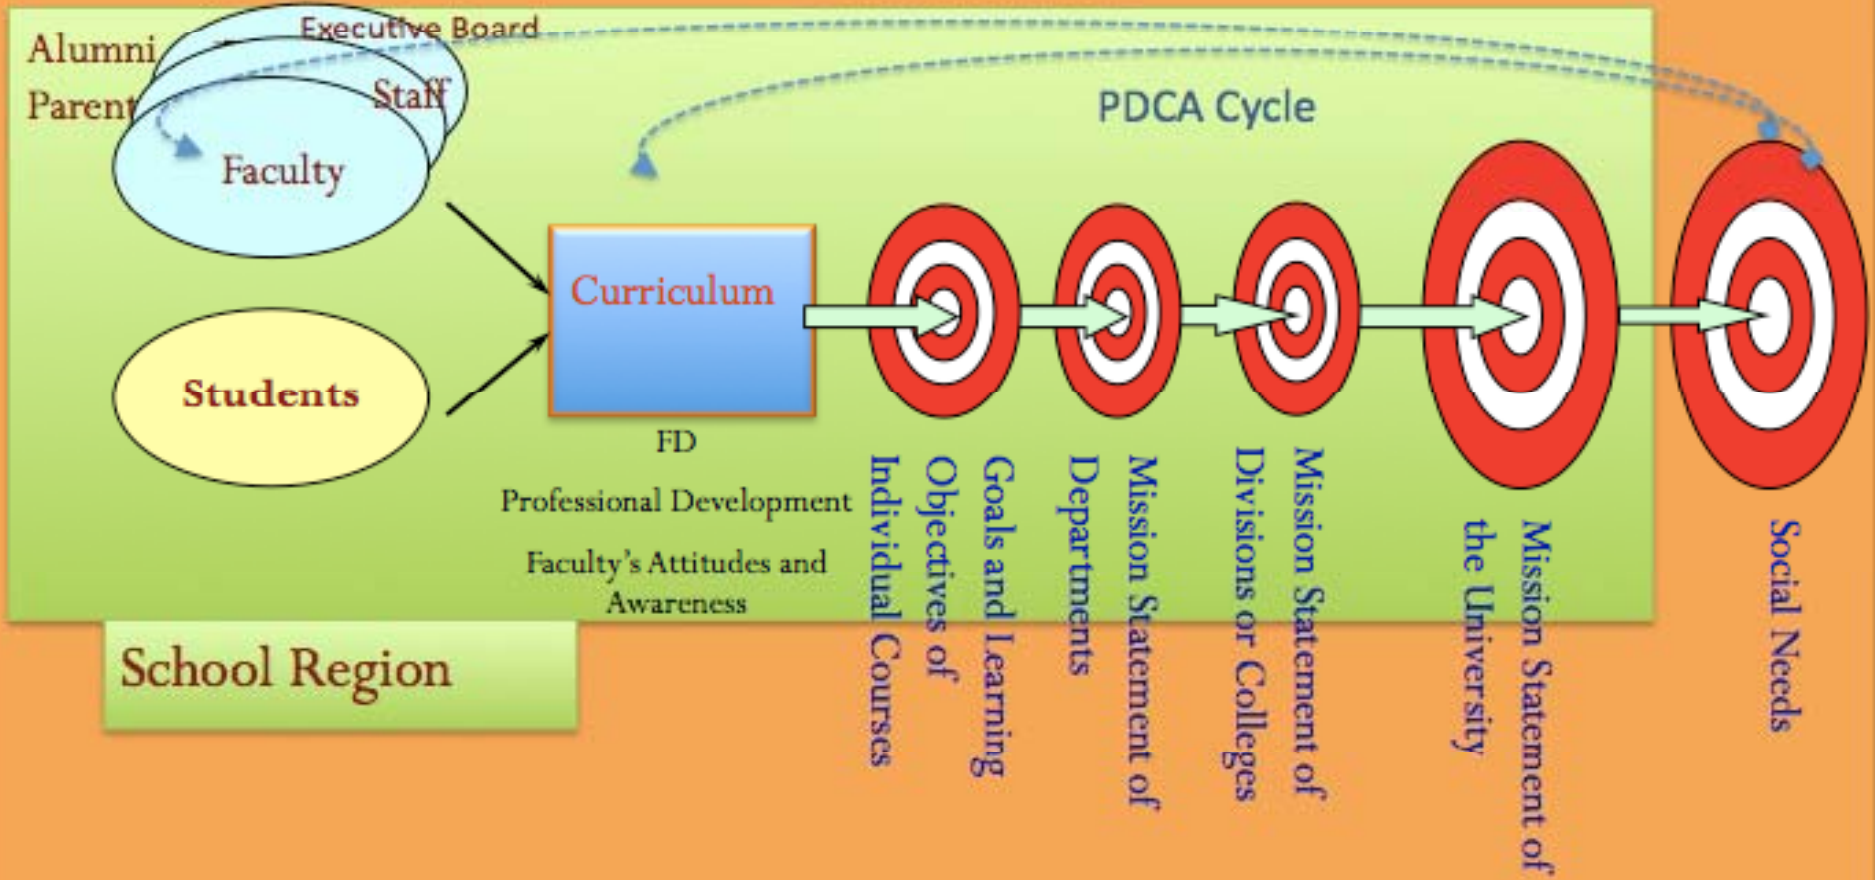 Executive Board
Alumni
Parent
Staff
Faculty
PDCA Cycle
Students
Curriculum
FD
Professional Development
Faculty's Attitudes and
Awareness
Goals and Learning
Objectives of
Individual Courses
Mission Statement of
Departments
Mission Statement of
Divisions or Colleges
Mission Statement of
the University
Social Needs
School Region